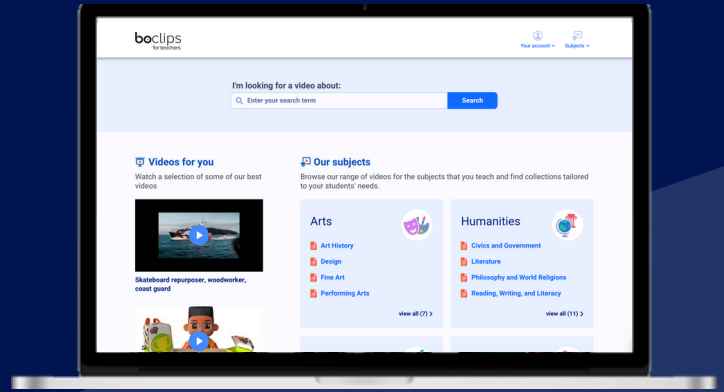 boclips
for teachers
Your account
Subjects
I'm looking for a video about:
Enter your search term
Search
Videos for you
Watch a selection of some of our best
videos
Skateboard repurposer, woodworker,
coast guard
Our subjects
Browse our range of videos for the subjects that you teach and find collections tailored
to your students' needs.
Arts
Art History
Design
Fine Art
Performing Arts
view all (7) >
Humanities
Civics and Government
Literature
Philosophy and World Religions
Reading, Writing, and Literacy
view all (11) >